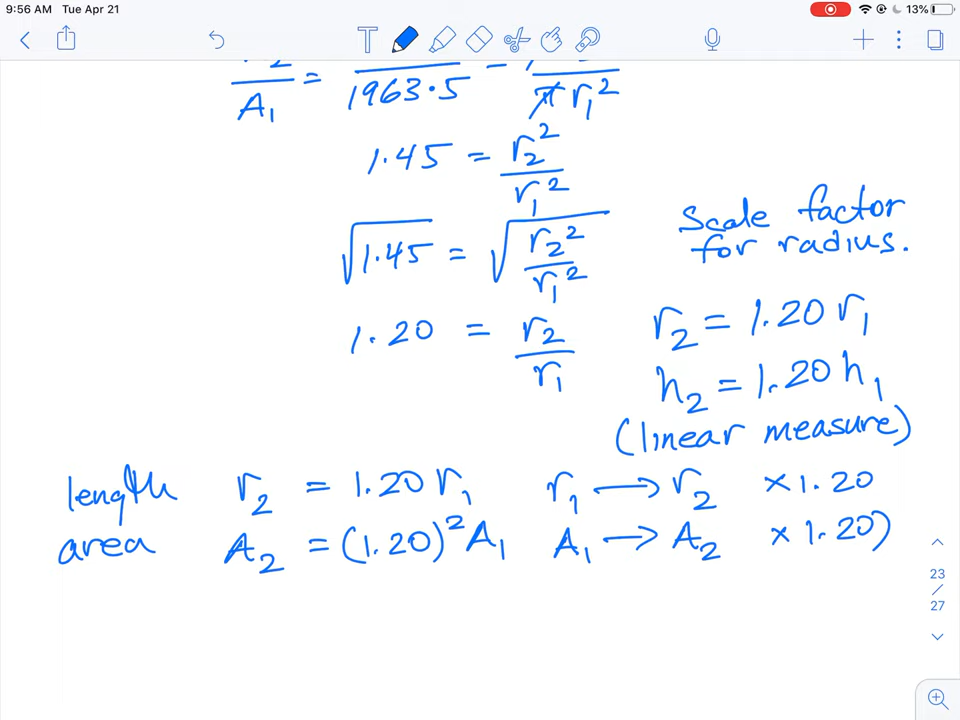 9:56 AM Tue Apr 21 13%
T
A₁ = 1963.5 = π r₁²
1.45 = r₂² / r₁²
Scale factor
for radius.
√1.45 = √(r₂² / r₁²)
1.20 = r₂ / r₁
r₂ = 1.20 r₁
h₂ = 1.20 h₁
(linear measure)
length r₂ = 1.20 r₁ r₁ → r₂ ×1.20
area A₂ = (1.20)² A₁ A₁ → A₂ ×1.20)
23
/
27